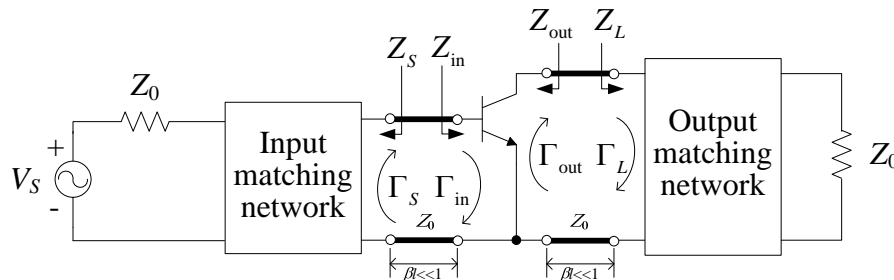 Z_S Z_in Z_out Z_L
Z_0
+
V_S
-
Input
matching
network
Γ_S Γ_in
Z_0
βl<<1
Γ_out Γ_L
Z_0
βl<<1
Output
matching
network
Z_0